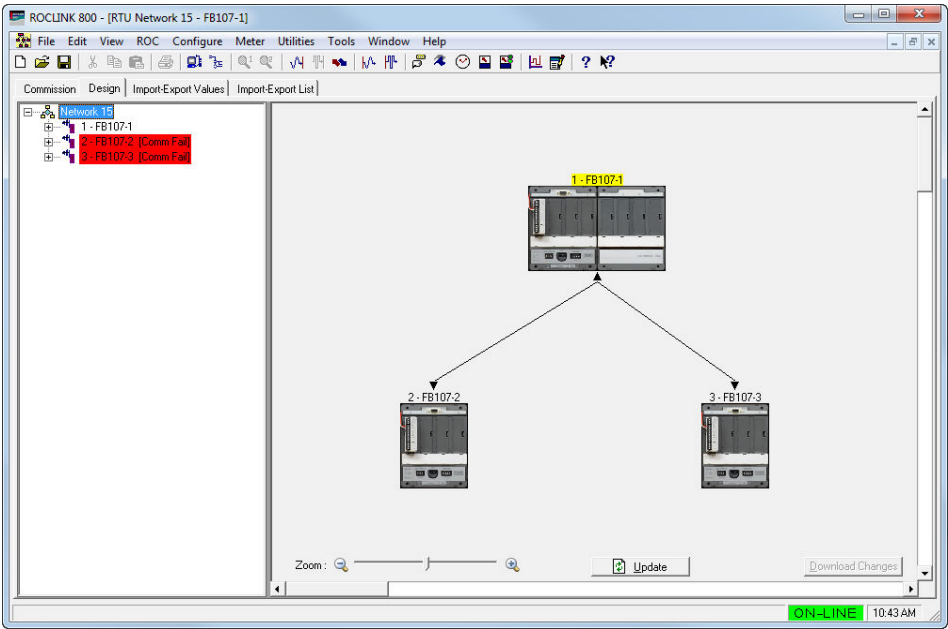 ROCLINK 800 - [RTU Network 15 - FB107-1]
File Edit View ROC Configure Meter Utilities Tools Window Help
Commission Design Import-Export Values Import-Export List
Network 15
1 - FB107-1
2 - FB107-2 [Comm Fail]
3 - FB107-3 [Comm Fail]
1 - FB107-1
2 - FB107-2
3 - FB107-3
Zoom : Update Download Changes
ON-LINE 10:43 AM